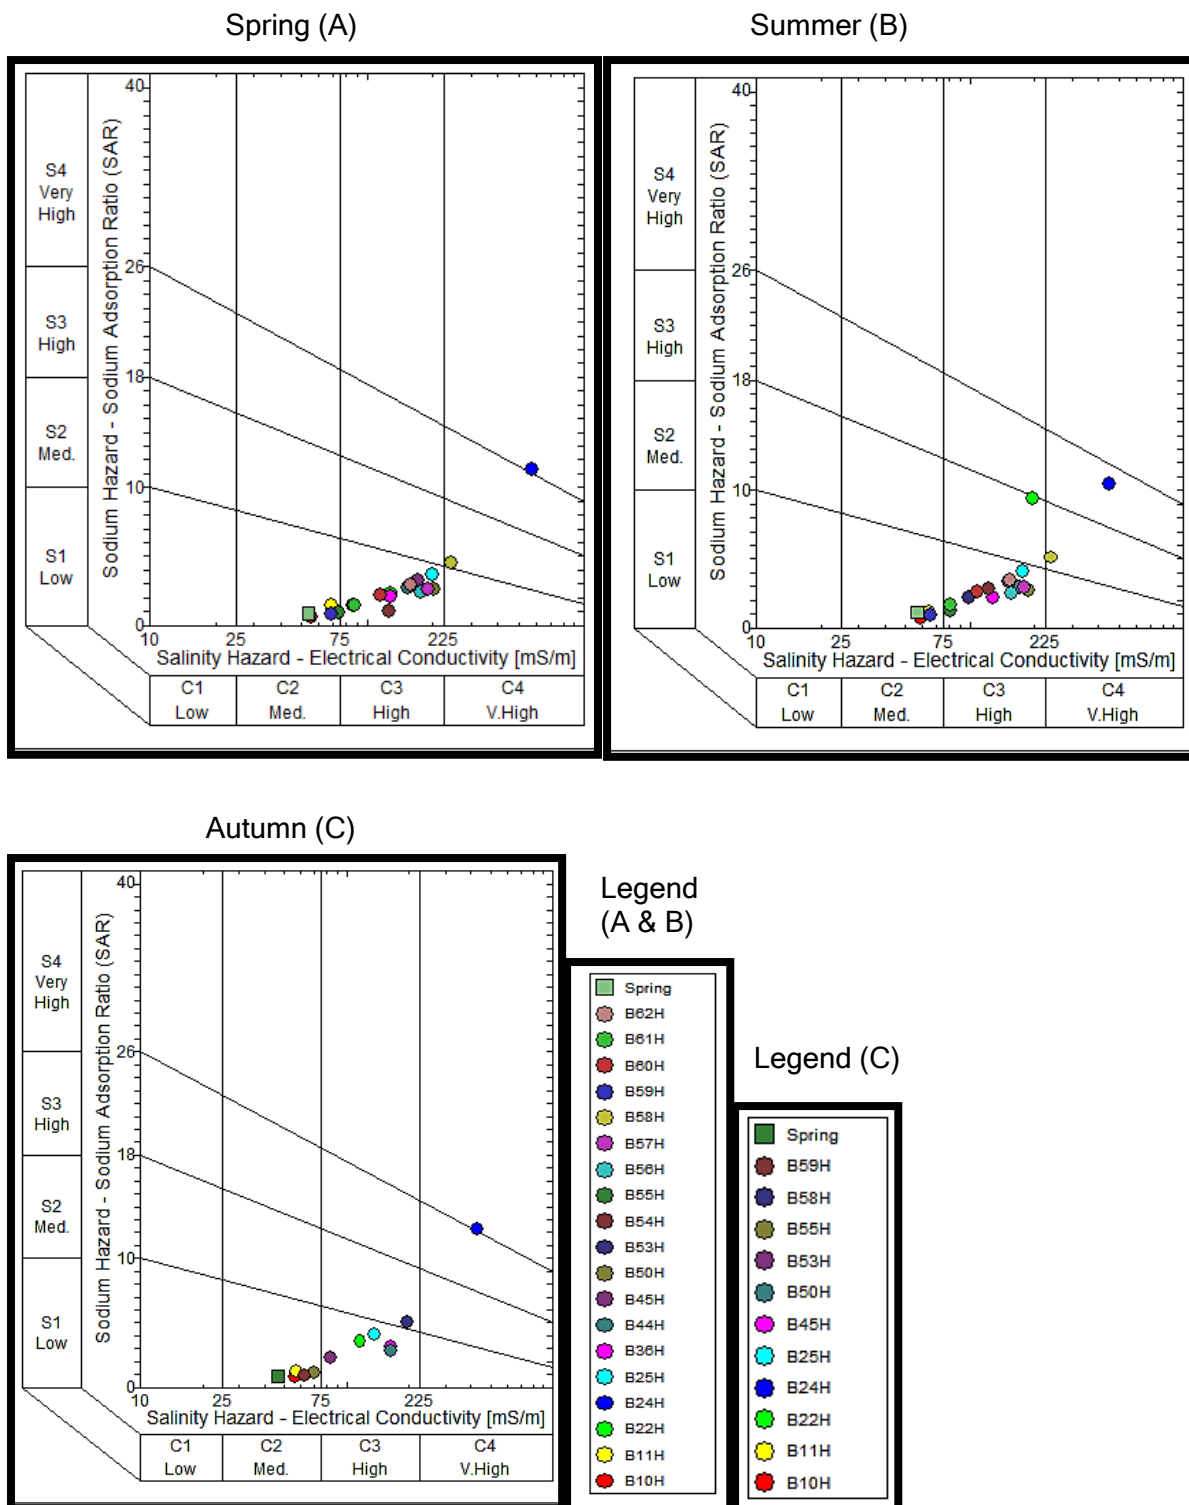 Spring (A)
40
S4
Very
High
26
S3
High
18
S2
Med.
10
S1
Low
0
Sodium Hazard - Sodium Adsorption Ratio (SAR)
10 25 75 225
Salinity Hazard - Electrical Conductivity [mS/m]
C1 C2 C3 C4
Low Med. High V.High
Summer (B)
40
S4
Very
High
26
S3
High
18
S2
Med.
10
S1
Low
0
Sodium Hazard - Sodium Adsorption Ratio (SAR)
10 25 75 225
Salinity Hazard - Electrical Conductivity [mS/m]
C1 C2 C3 C4
Low Med. High V.High
Autumn (C)
40
S4
Very
High
26
S3
High
18
S2
Med.
10
S1
Low
0
Sodium Hazard - Sodium Adsorption Ratio (SAR)
10 25 75 225
Salinity Hazard - Electrical Conductivity [mS/m]
C1 C2 C3 C4
Low Med. High V.High
Legend
(A & B)
Spring
B62H
B61H
B60H
B59H
B58H
B57H
B56H
B55H
B54H
B53H
B50H
B45H
B44H
B36H
B25H
B24H
B22H
B11H
B10H
Legend (C)
Spring
B59H
B58H
B55H
B53H
B50H
B45H
B25H
B24H
B22H
B11H
B10H